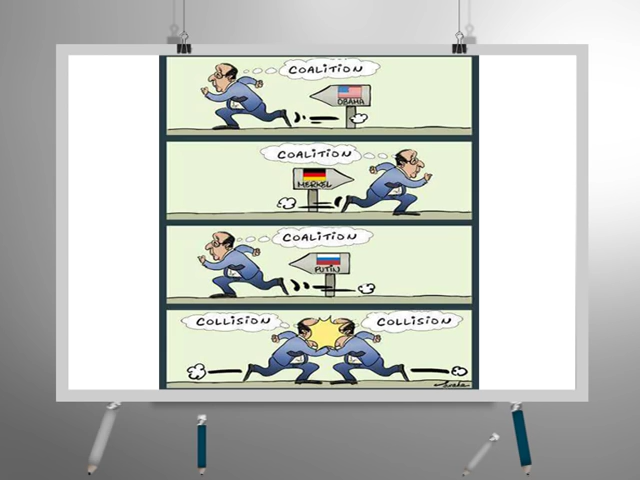 COALITION
OBAMA
COALITION
MERKEL
COALITION
PUTIN
COLLISION
COLLISION